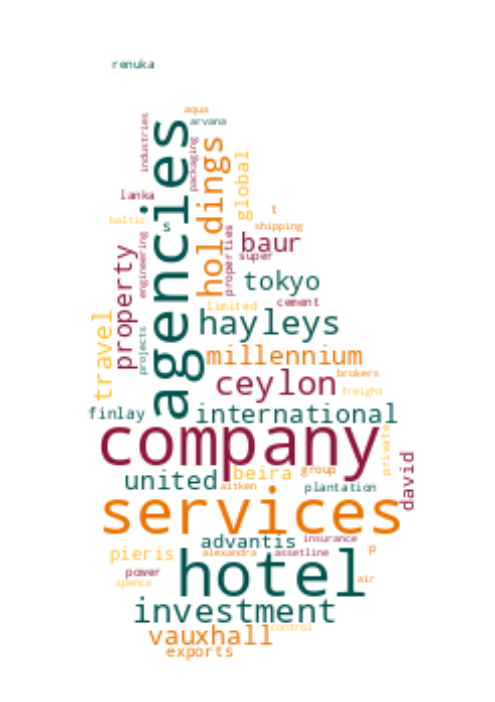 renuka
aqua
arvana
industries
agencies
packaging
holdings
global
lanka
baltic
s
t
shipping
engineering
properties
baur
super
property
tokyo
cement
limited
travel
projects
hayleys
millennium
brokers
ceylon
freight
finlay
international
company
private
david
united
beira
group
aitken
plantation
services
advantis
insurance
pieris
alexandra
assetline
p
hotel
power
air
spence
investment
vauxhall
control
exports